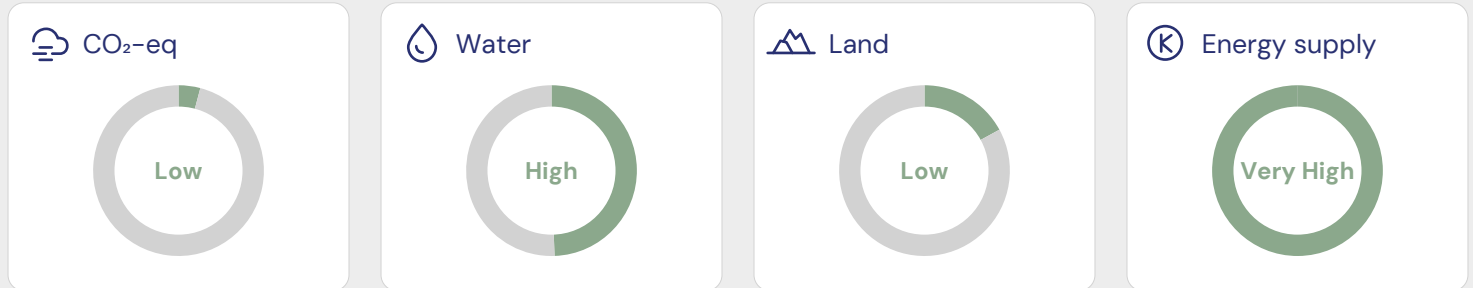 CO₂-eq
Low
Water
High
Land
Low
Energy supply
Very High